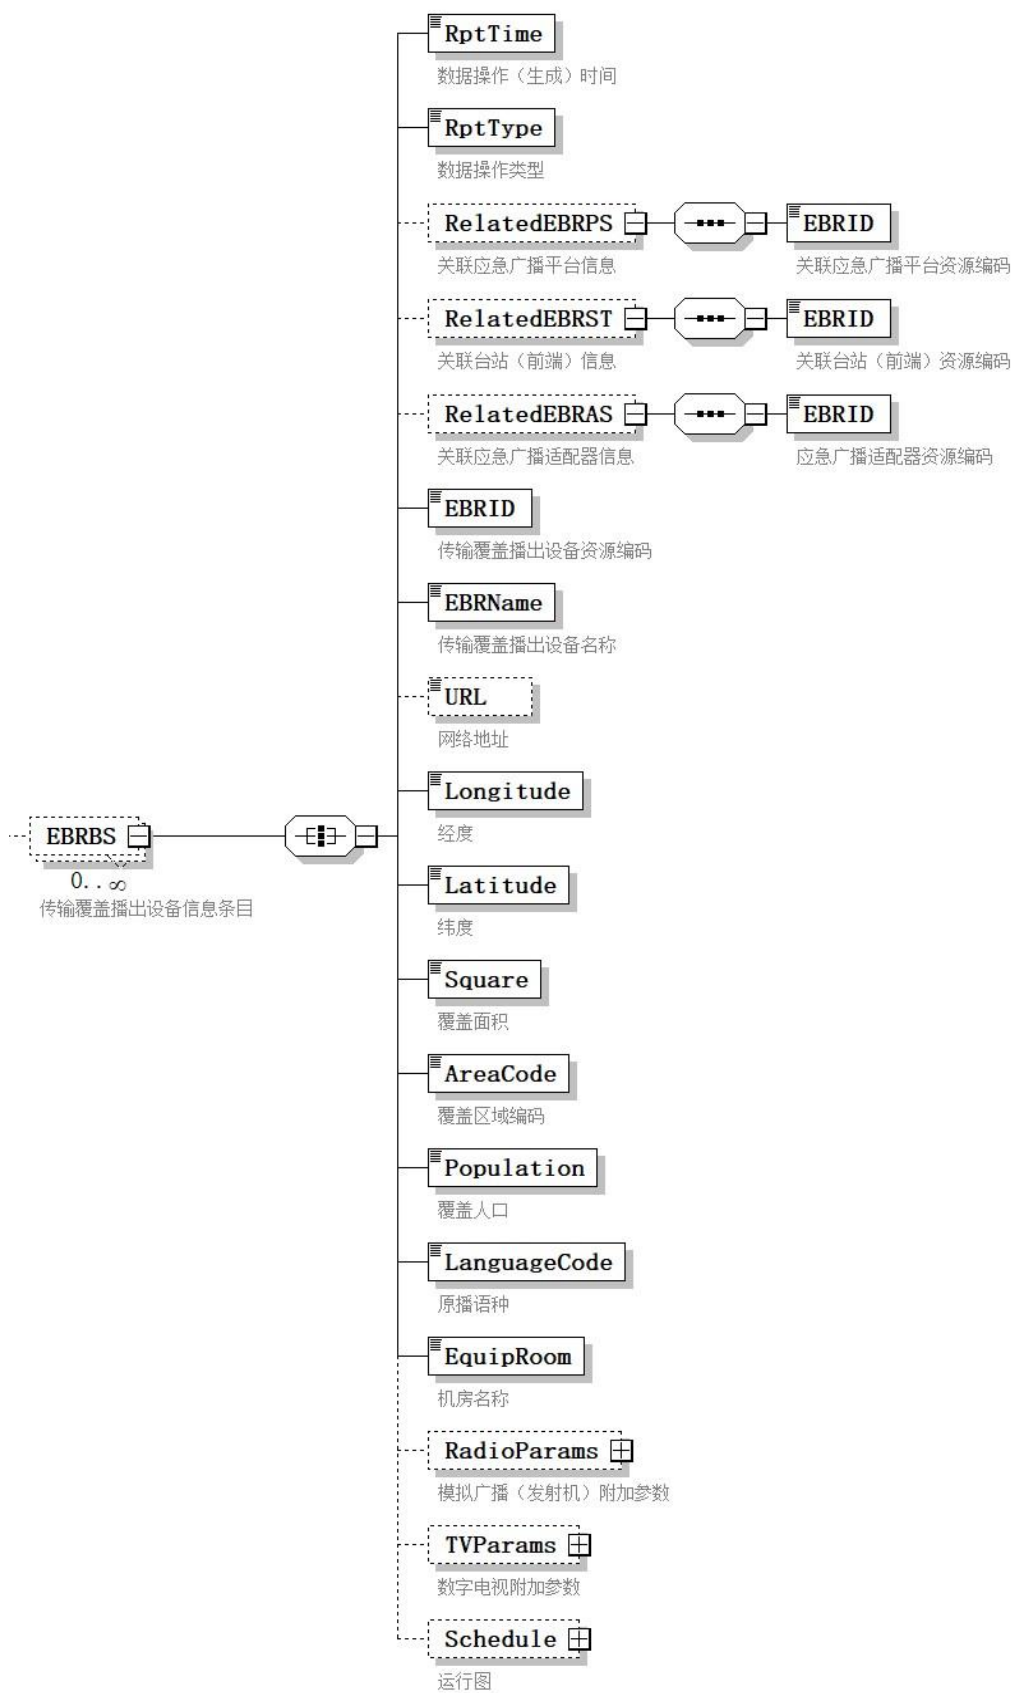 RptTime
数据操作（生成）时间
RptType
数据操作类型
RelatedEBRPS
EBRID
关联应急广播平台信息
关联应急广播平台资源编码
RelatedEBRST
EBRID
关联台站（前端）信息
关联台站（前端）资源编码
RelatedEBRAS
EBRID
关联应急广播适配器信息
应急广播适配器资源编码
EBRID
传输覆盖播出设备资源编码
EBRName
传输覆盖播出设备名称
URL
网络地址
Longitude
经度
EBRBS
0..∞
传输覆盖播出设备信息条目
Latitude
纬度
Square
覆盖面积
AreaCode
覆盖区域编码
Population
覆盖人口
LanguageCode
原播语种
EquipRoom
机房名称
RadioParams
模拟广播（发射机）附加参数
TVParams
数字电视附加参数
Schedule
运行图